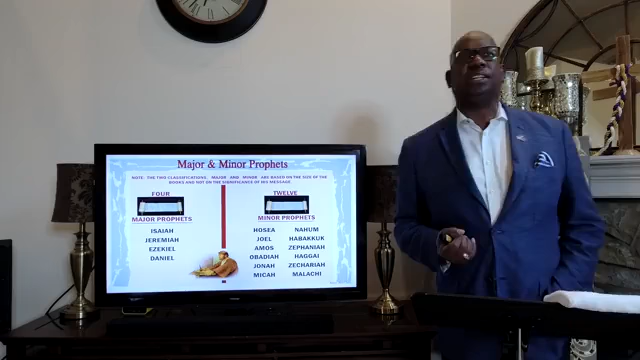 Major & Minor Prophets
NOTE: THE TWO CLASSIFICATIONS, MAJOR AND MINOR ARE BASED ON THE SIZE OF THE
BOOKS AND NOT ON THE SIGNIFICANCE OF HIS MESSAGE
FOUR
MAJOR PROPHETS
ISAIAH
JEREMIAH
EZEKIEL
DANIEL
TWELVE
MINOR PROPHETS
HOSEA NAHUM
JOEL HABAKKUK
AMOS ZEPHANIAH
OBADIAH HAGGAI
JONAH ZECHARIAH
MICAH MALACHI